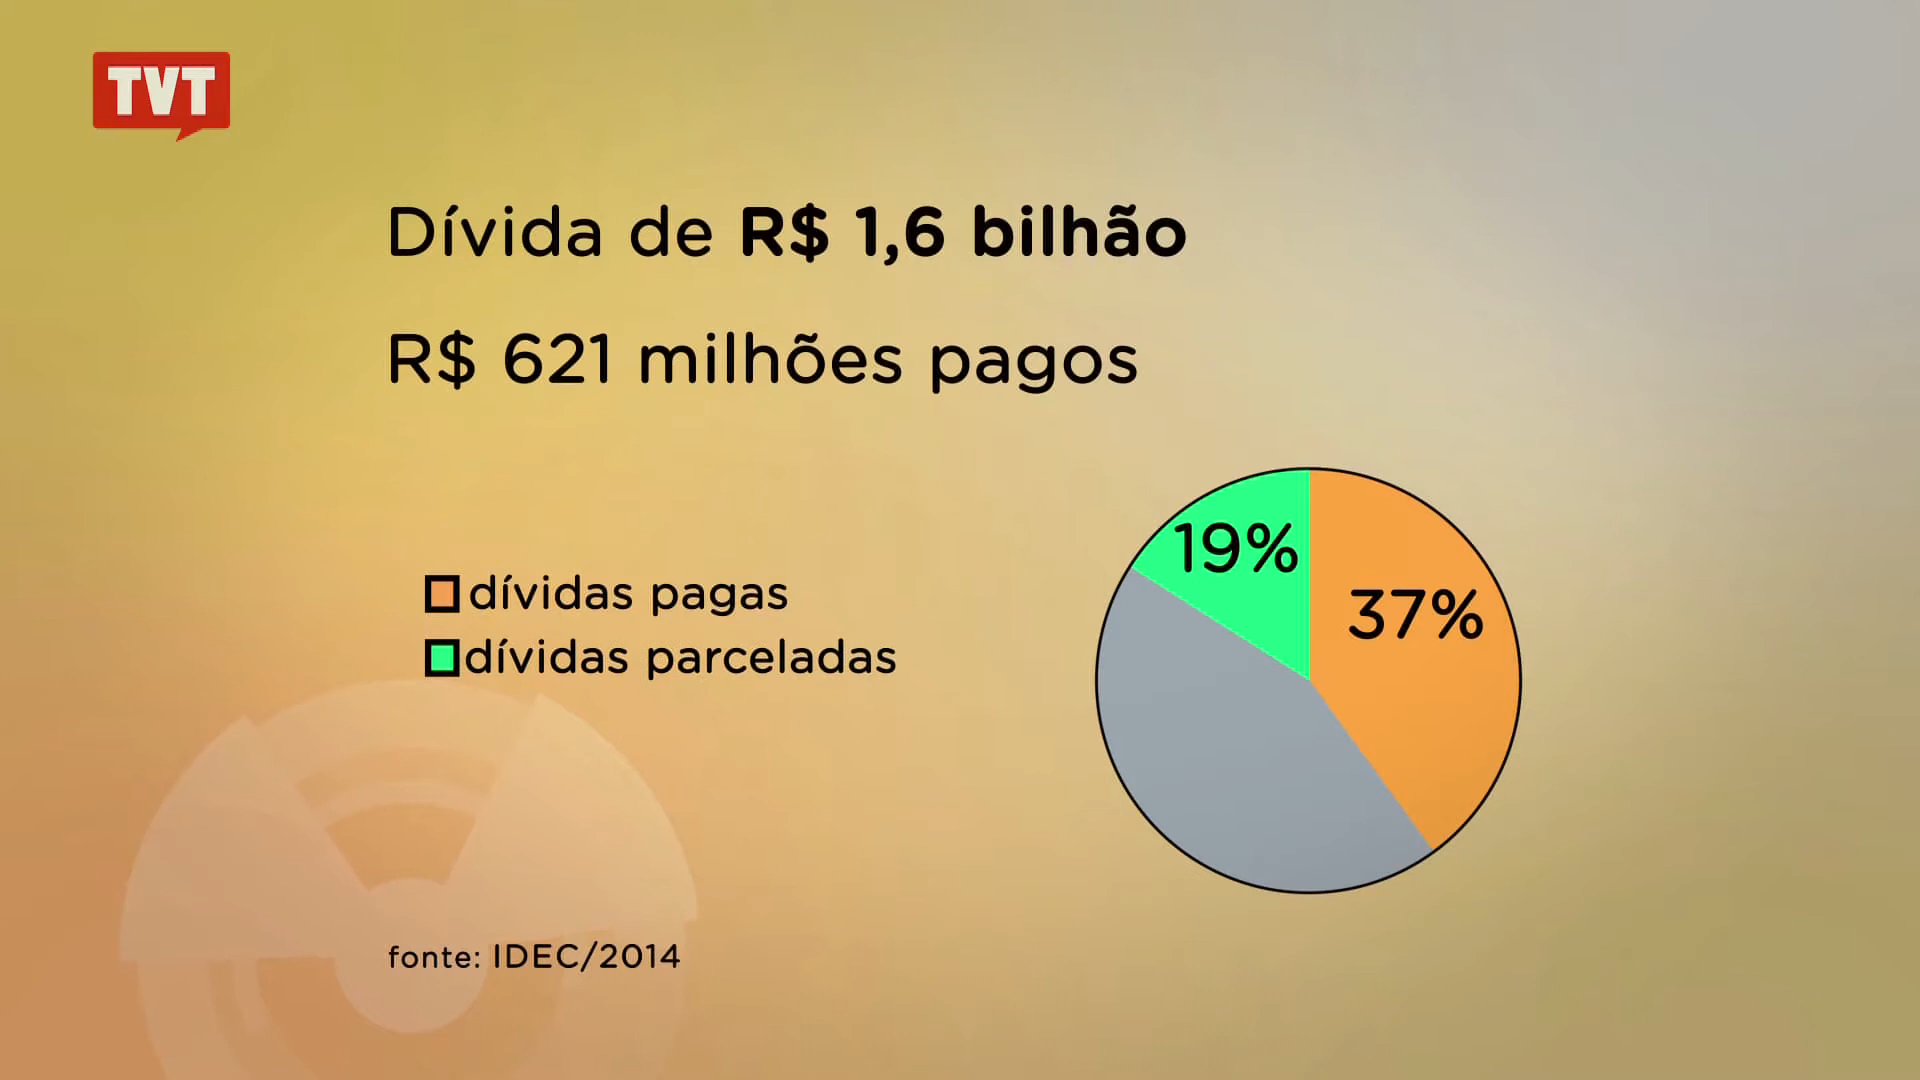 TVT
Dívida de R$ 1,6 bilhão
R$ 621 milhões pagos
19%
37%
dívidas pagas
dívidas parceladas
fonte: IDEC/2014